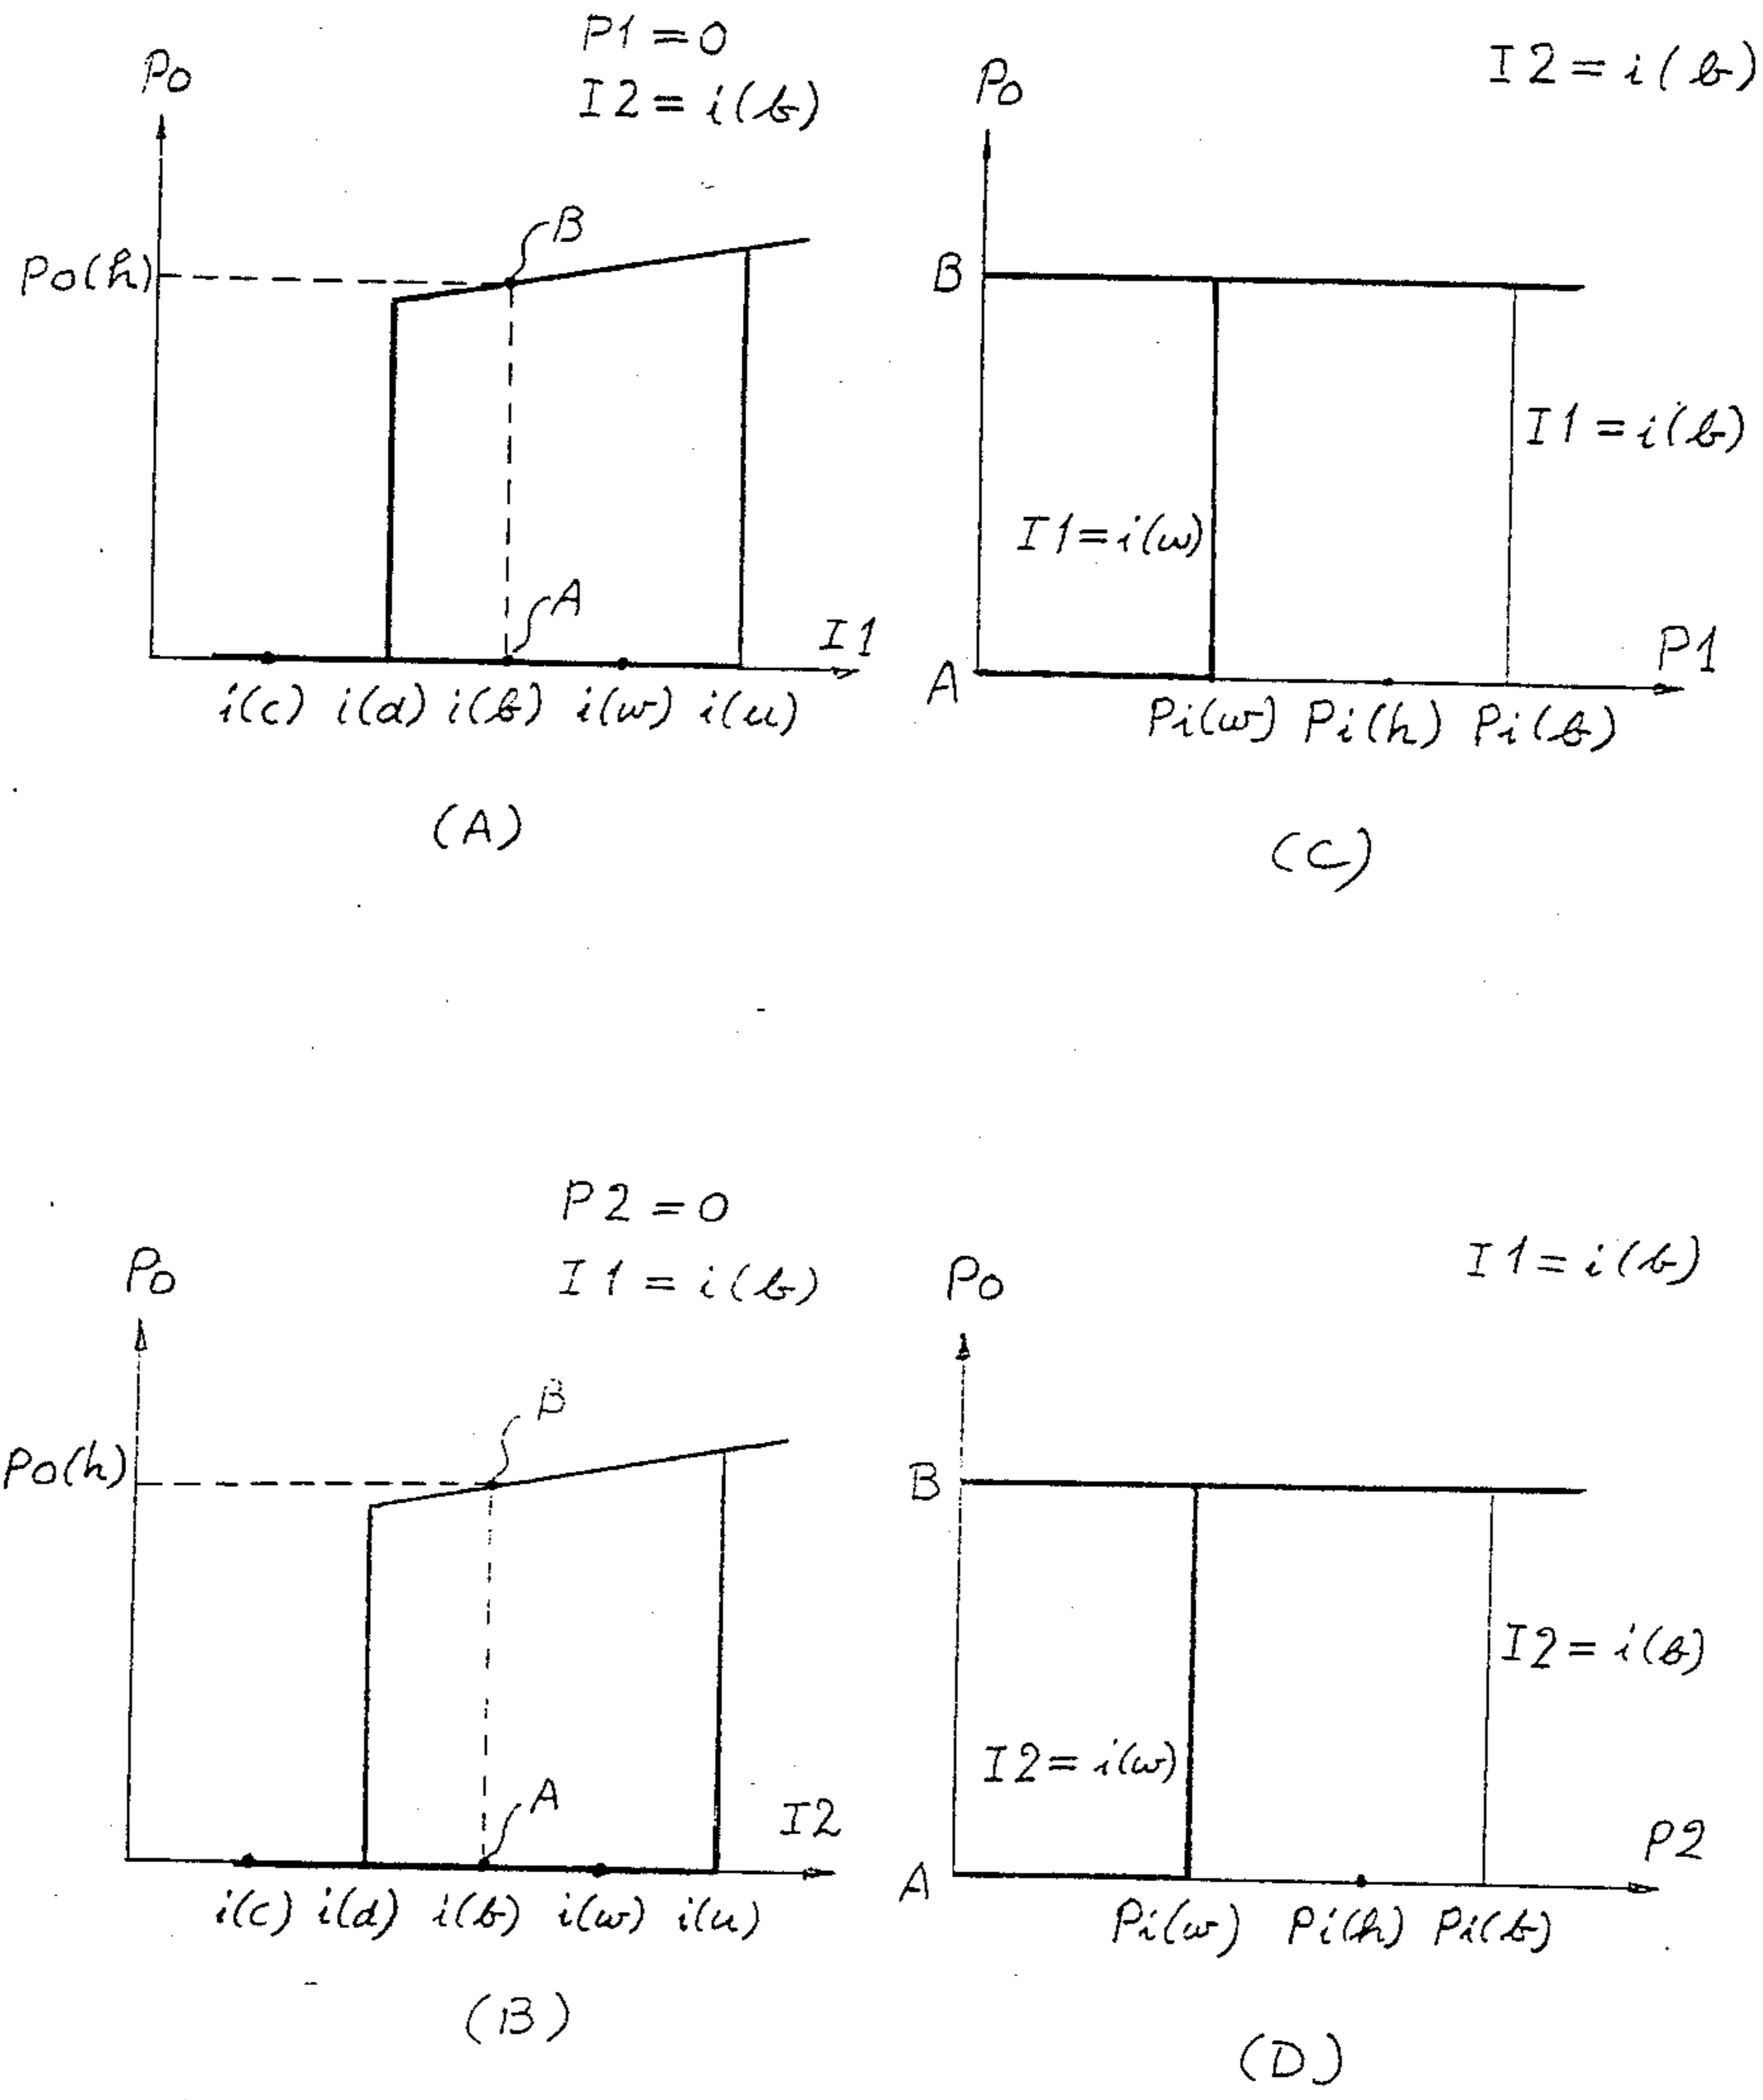 P1 = 0
I2 = i(b)
Po
Po(h)
B
A
I1
i(c) i(d) i(b) i(w) i(u)
(A)
I2 = i(b)
Po
B
I1 = i(b)
I1 = i(w)
A
P1
Pi(w) Pi(h) Pi(b)
(C)
P2 = 0
I1 = i(b)
Po
Po(h)
B
A
I2
i(c) i(d) i(b) i(w) i(u)
(B)
I1 = i(b)
Po
B
I2 = i(b)
I2 = i(w)
A
P2
Pi(w) Pi(h) Pi(b)
(D)